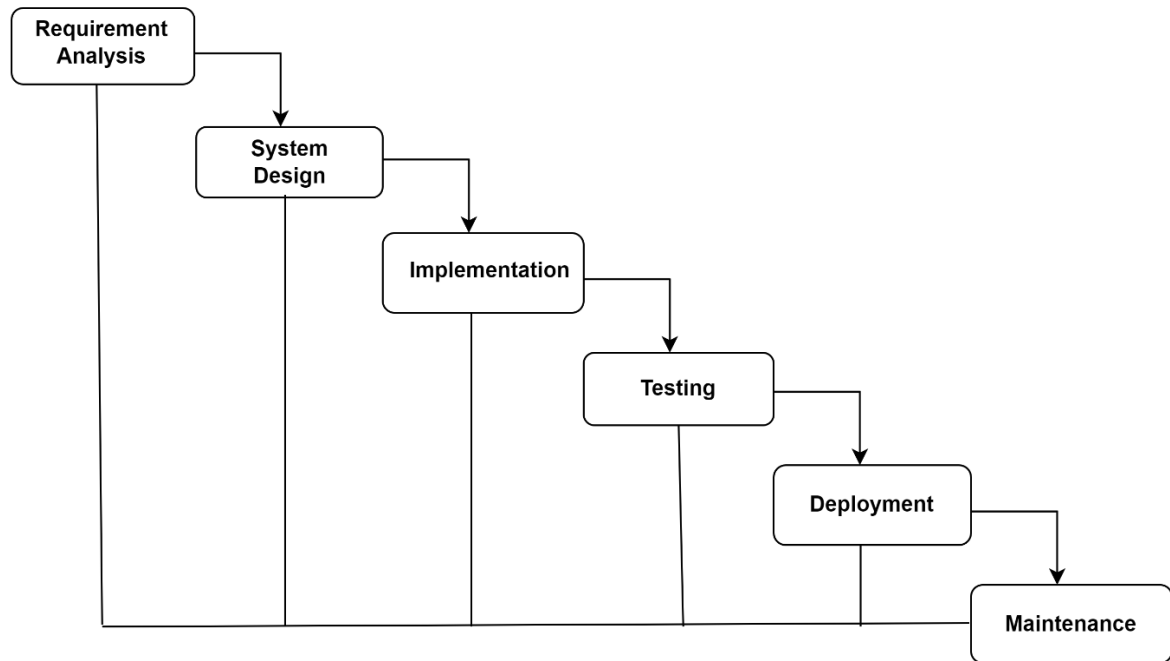 Requirement
Analysis
System
Design
Implementation
Testing
Deployment
Maintenance